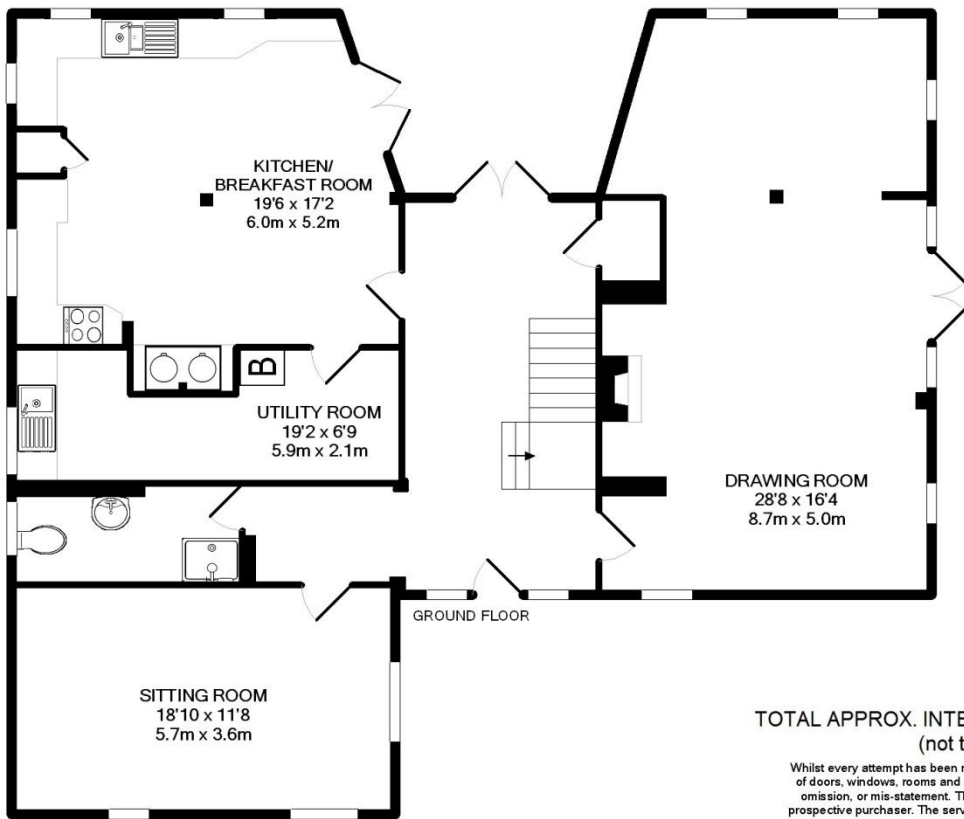 KITCHEN/
BREAKFAST ROOM
19'6 x 17'2
6.0m x 5.2m
B
UTILITY ROOM
19'2 x 6'9
5.9m x 2.1m
DRAWING ROOM
28'8 x 16'4
8.7m x 5.0m
GROUND FLOOR
SITTING ROOM
18'10 x 11'8
5.7m x 3.6m
TOTAL APPROX. INTE
(not t
Whilst every attempt has been
of doors, windows, rooms and
omission, or mis-statement. Th
prospective purchaser. The serv